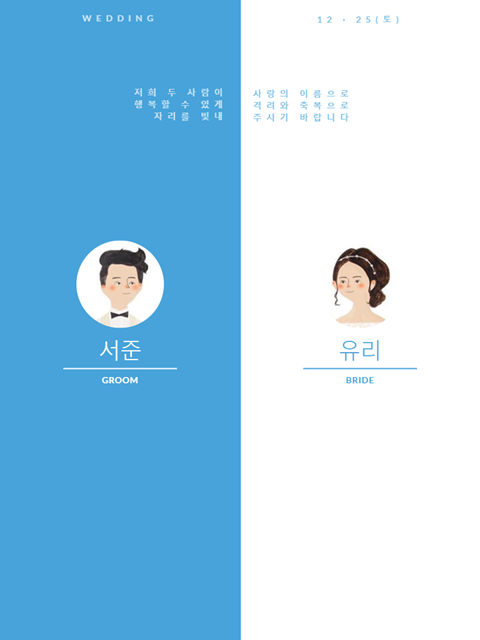 WEDDING
12 · 25(토)
저희 두 사람이 사랑의 이름으로
행복할 수 있게 격려와 축복으로
자리를 빛내 주시기 바랍니다
서준
GROOM
유리
BRIDE